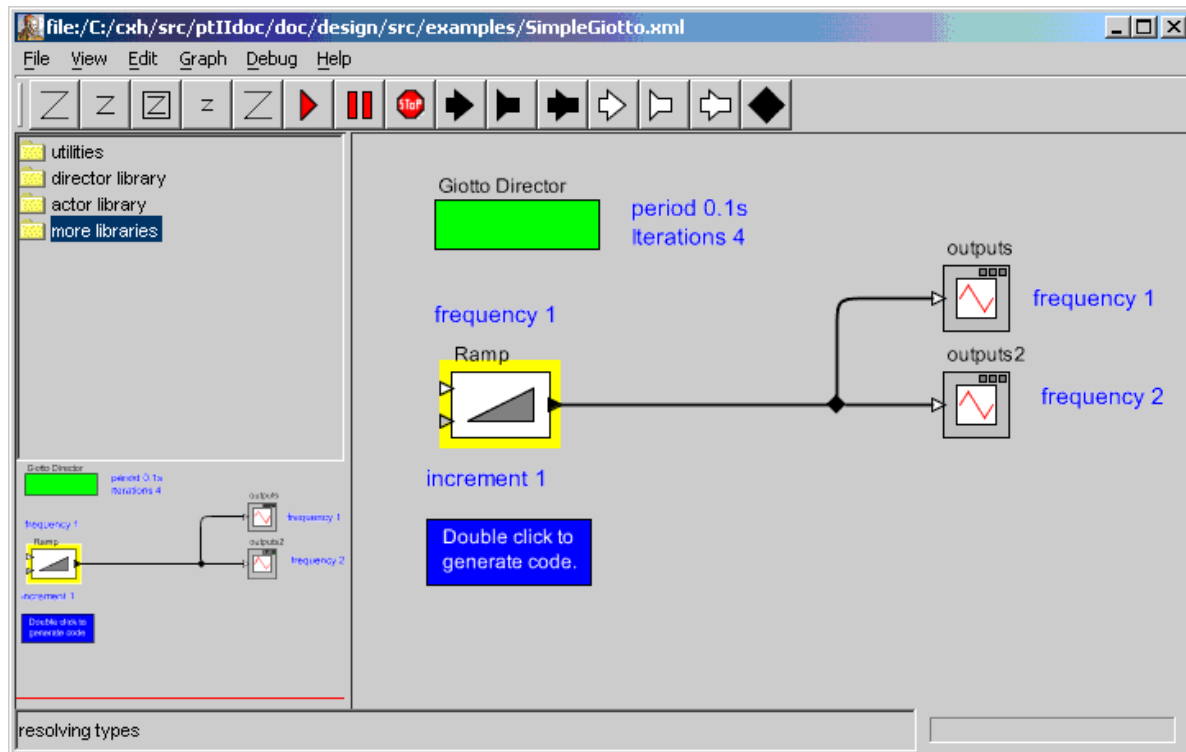 file:/C:/cxh/src/ptIIdoc/doc/design/src/examples/SimpleGiotto.xml
File View Edit Graph Debug Help
Z Z Z Z Z STOP
utilities
director library
actor library
more libraries
Giotto Director
period 0.1s
Iterations 4
outputs
frequency 1
frequency 1
Ramp
outputs2
frequency 2
increment 1
Double click to
generate code.
Giotto Director
period 0.1s
Iterations 4
outputs
frequency 1
frequency 1
Ramp
outputs2
frequency 2
increment 1
Double click to
generate code
resolving types